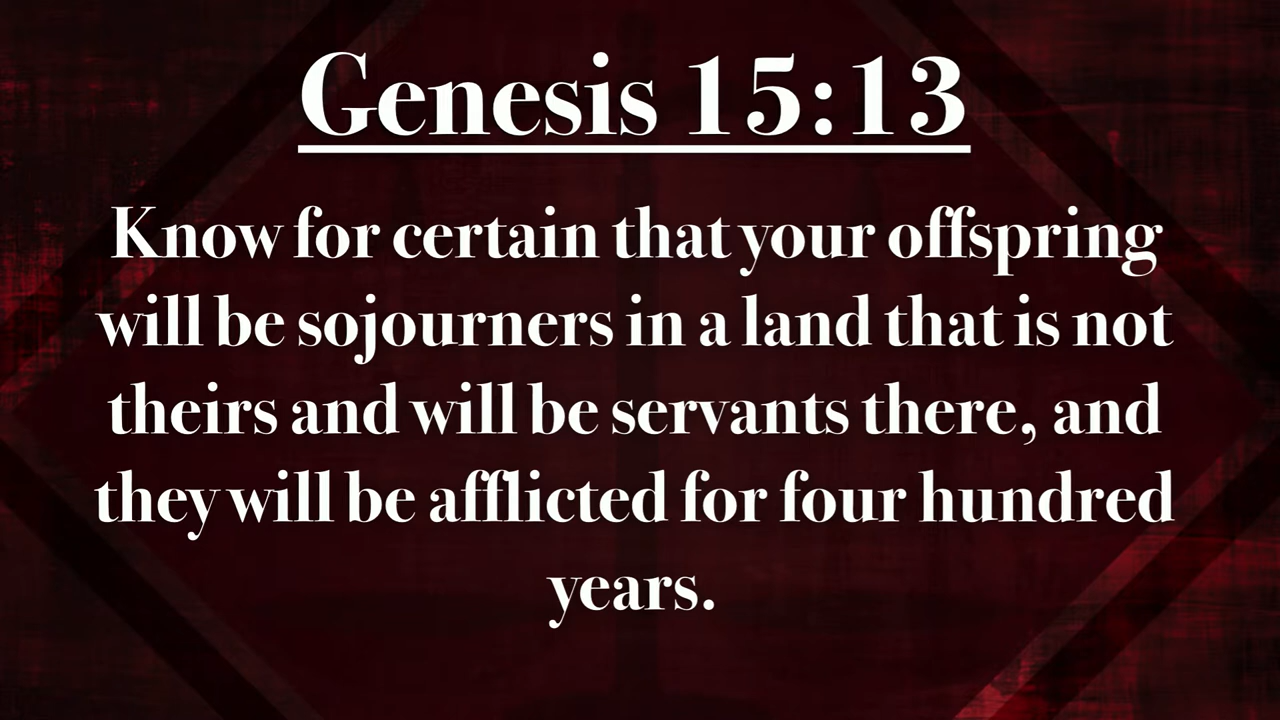 Genesis 15:13
Know for certain that your offspring
will be sojourners in a land that is not
theirs and will be servants there, and
they will be afflicted for four hundred
years.